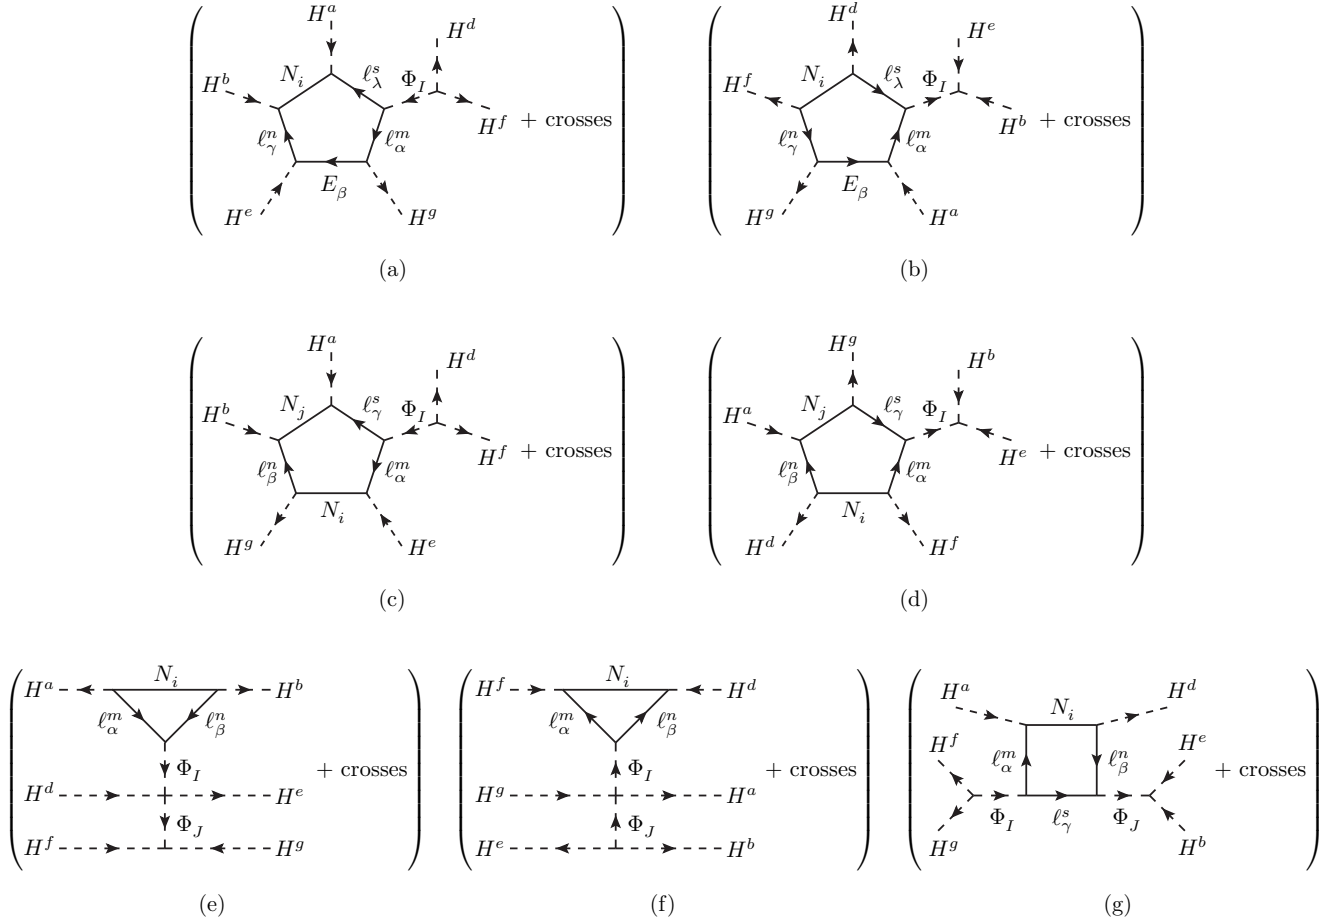 H^a H^d
H^b N_i ℓ^s_λ Φ_I
H^f + crosses
ℓ^n_γ ℓ^m_α
E_β
H^e H^g
(a)
H^d H^e
H^f N_i ℓ^s_λ Φ_I
H^b + crosses
ℓ^n_γ ℓ^m_α
E_β
H^g H^a
(b)
H^a H^d
H^b N_j ℓ^s_γ Φ_I
H^f + crosses
ℓ^n_β ℓ^m_α
N_i
H^g H^e
(c)
H^g H^b
H^a N_j ℓ^s_γ Φ_I
H^e + crosses
ℓ^n_β ℓ^m_α
N_i
H^d H^f
(d)
H^a N_i H^b
ℓ^m_α ℓ^n_β
Φ_I + crosses
H^d H^e
Φ_J
H^f H^g
(e)
H^f N_i H^d
ℓ^m_α ℓ^n_β
Φ_I + crosses
H^g H^a
Φ_J
H^e H^b
(f)
H^a N_i H^d
H^f ℓ^m_α ℓ^n_β H^e
+ crosses
Φ_I ℓ^s_γ Φ_J
H^g H^b
(g)